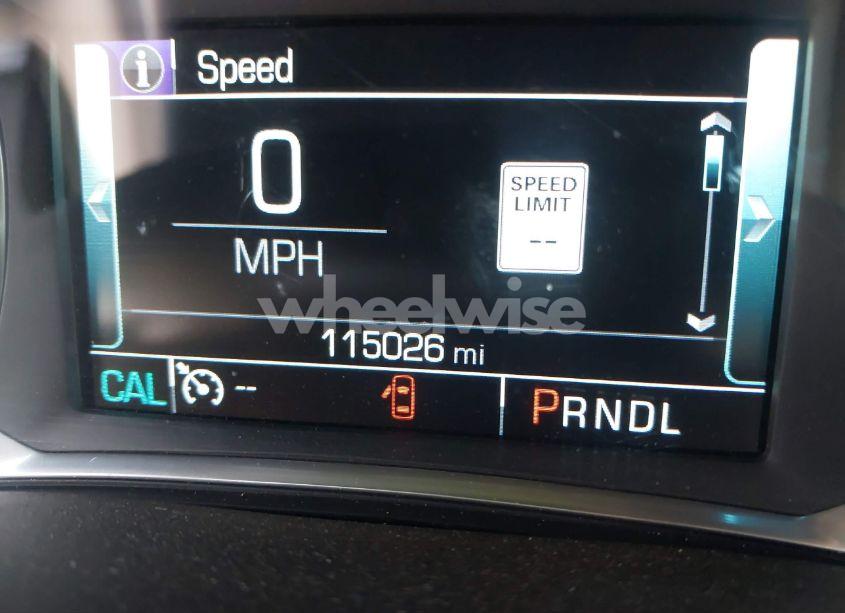 i Speed
0
MPH
SPEED
LIMIT
--
wheelwise
115026 mi
CAL -- PRNDL